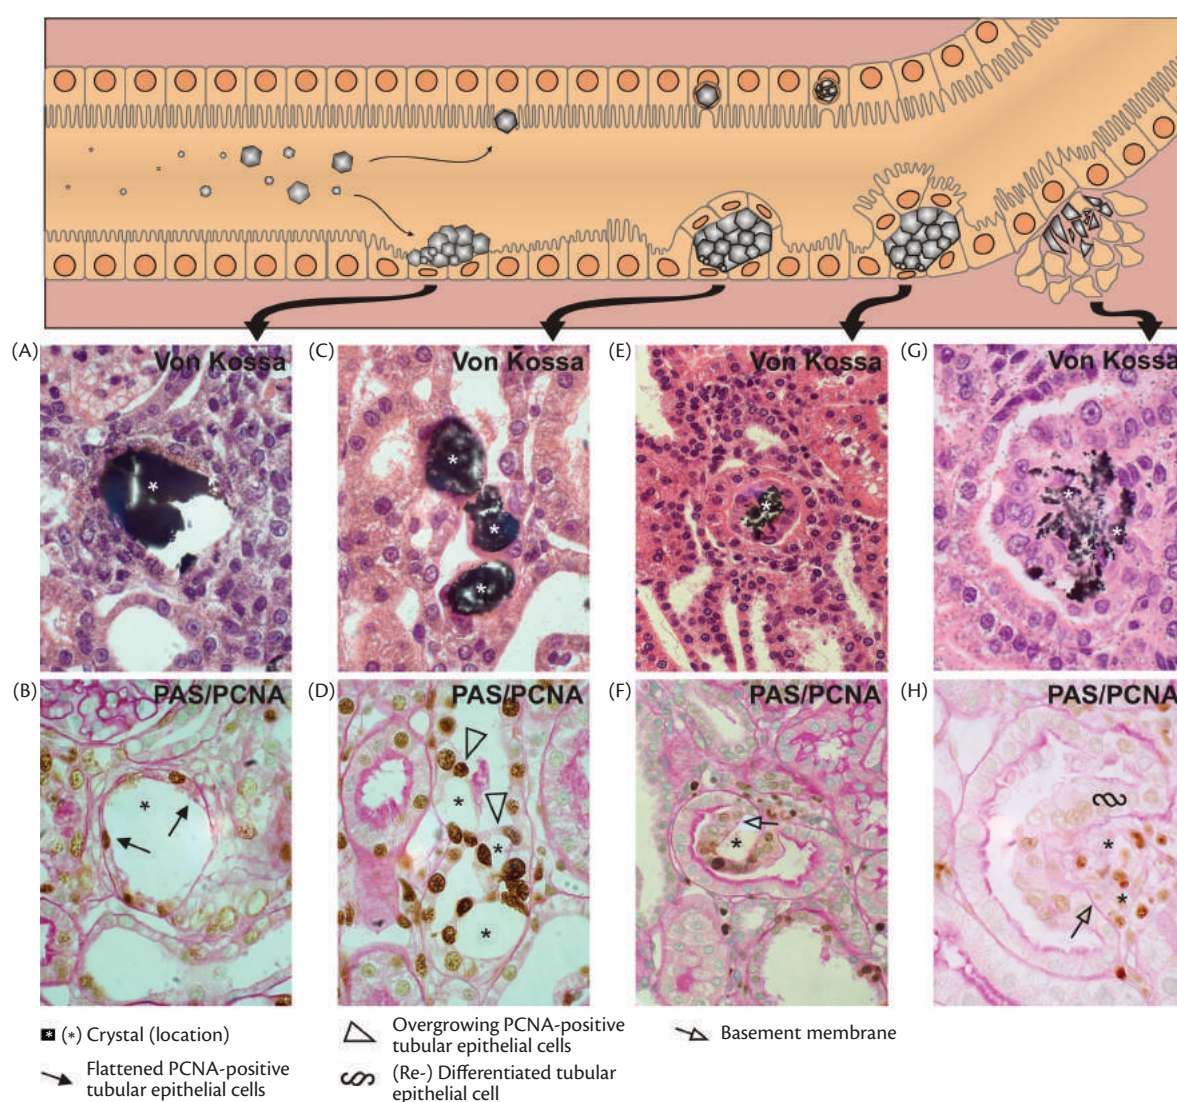 (A)
Von Kossa
(C)
Von Kossa
(E)
Von Kossa
(G)
Von Kossa
(B)
PAS/PCNA
(D)
PAS/PCNA
(F)
PAS/PCNA
(H)
PAS/PCNA
(*) Crystal (location)
Flattened PCNA-positive
tubular epithelial cells
Overgrowing PCNA-positive
tubular epithelial cells
(Re-) Differentiated tubular
epithelial cell
Basement membrane